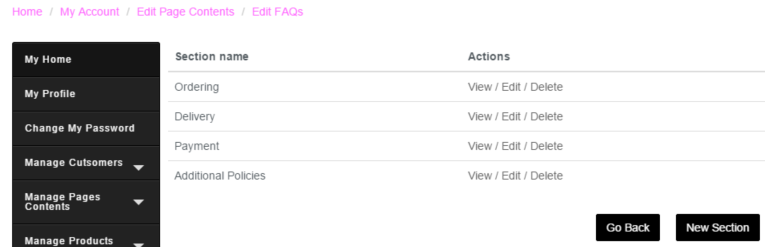 Home / My Account / Edit Page Contents / Edit FAQs
My Home
My Profile
Change My Password
Manage Cutsomers
Manage Pages
Contents
Manage Products
Section name Actions
Ordering View / Edit / Delete
Delivery View / Edit / Delete
Payment View / Edit / Delete
Additional Policies View / Edit / Delete
Go Back New Section